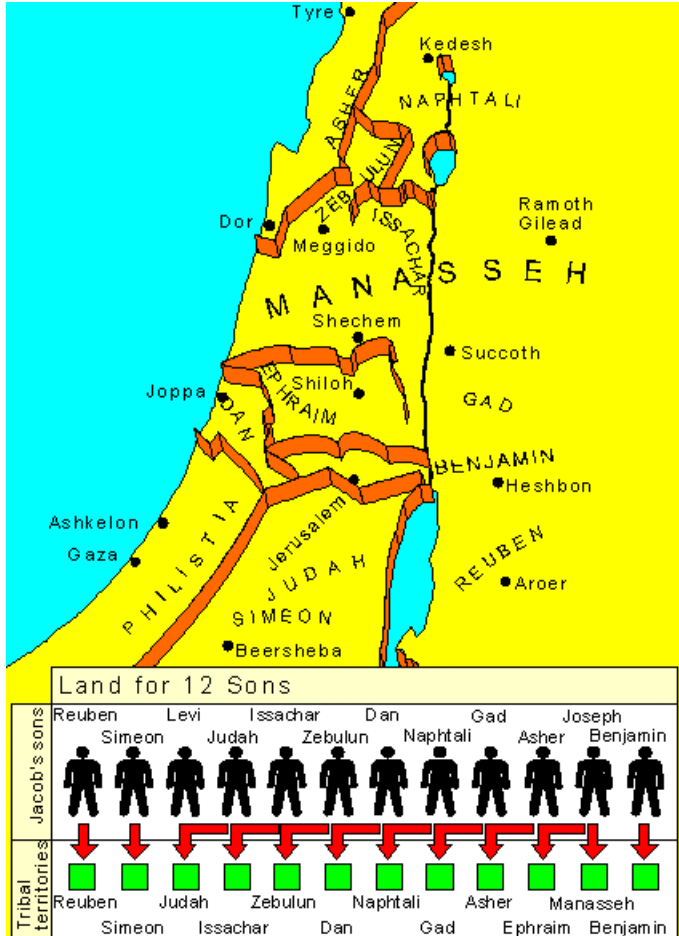 Tyre
Kedesh
ASHER
NAPHTALI
ZEBULUN
Ramoth
Gilead
Dor
ISSACHAR
Meggido
MANASSEH
Shechem
Succoth
EPHRAIM
Shiloh
Joppa
DAN
GAD
BENJAMIN
Heshbon
Ashkelon
Jerusalem
Gaza
PHILISTIA
JUDAH
REUBEN
Aroer
SIMEON
Beersheba
Land for 12 Sons
Jacob's sons
Reuben Levi Issachar Dan Gad Joseph
Simeon Judah Zebulun Naphtali Asher Benjamin
Tribal
territories
Reuben Judah Zebulun Naphtali Asher Manasseh
Simeon Issachar Dan Gad Ephraim Benjamin